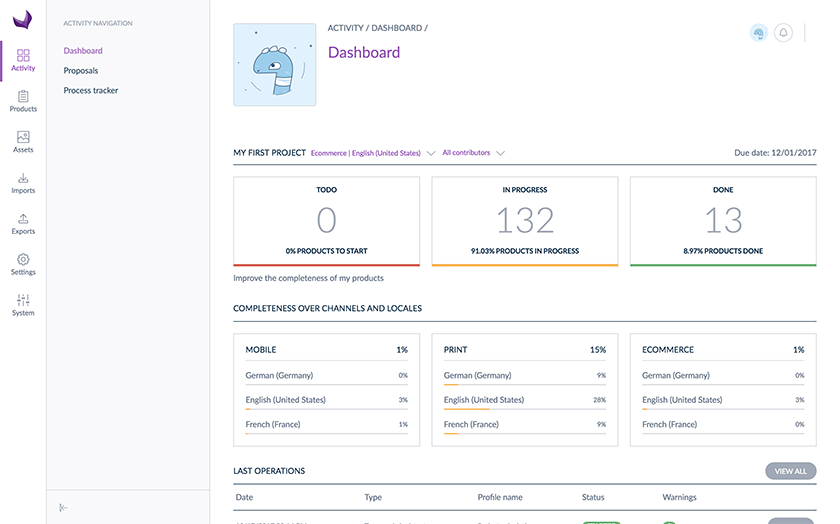 ACTIVITY NAVIGATION
Dashboard
Proposals
Process tracker
Activity
Products
Assets
Imports
Exports
Settings
System
ACTIVITY / DASHBOARD /
Dashboard
MY FIRST PROJECT Ecommerce | English (United States) All contributors Due date: 12/01/2017
TODO
0
0% PRODUCTS TO START
IN PROGRESS
132
91.03% PRODUCTS IN PROGRESS
DONE
13
8.97% PRODUCTS DONE
Improve the completeness of my products
COMPLETENESS OVER CHANNELS AND LOCALES
MOBILE 1%
German (Germany) 0%
English (United States) 3%
French (France) 1%
PRINT 15%
German (Germany) 9%
English (United States) 28%
French (France) 9%
ECOMMERCE 1%
German (Germany) 0%
English (United States) 3%
French (France) 0%
LAST OPERATIONS VIEW ALL
Date Type Profile name Status Warnings